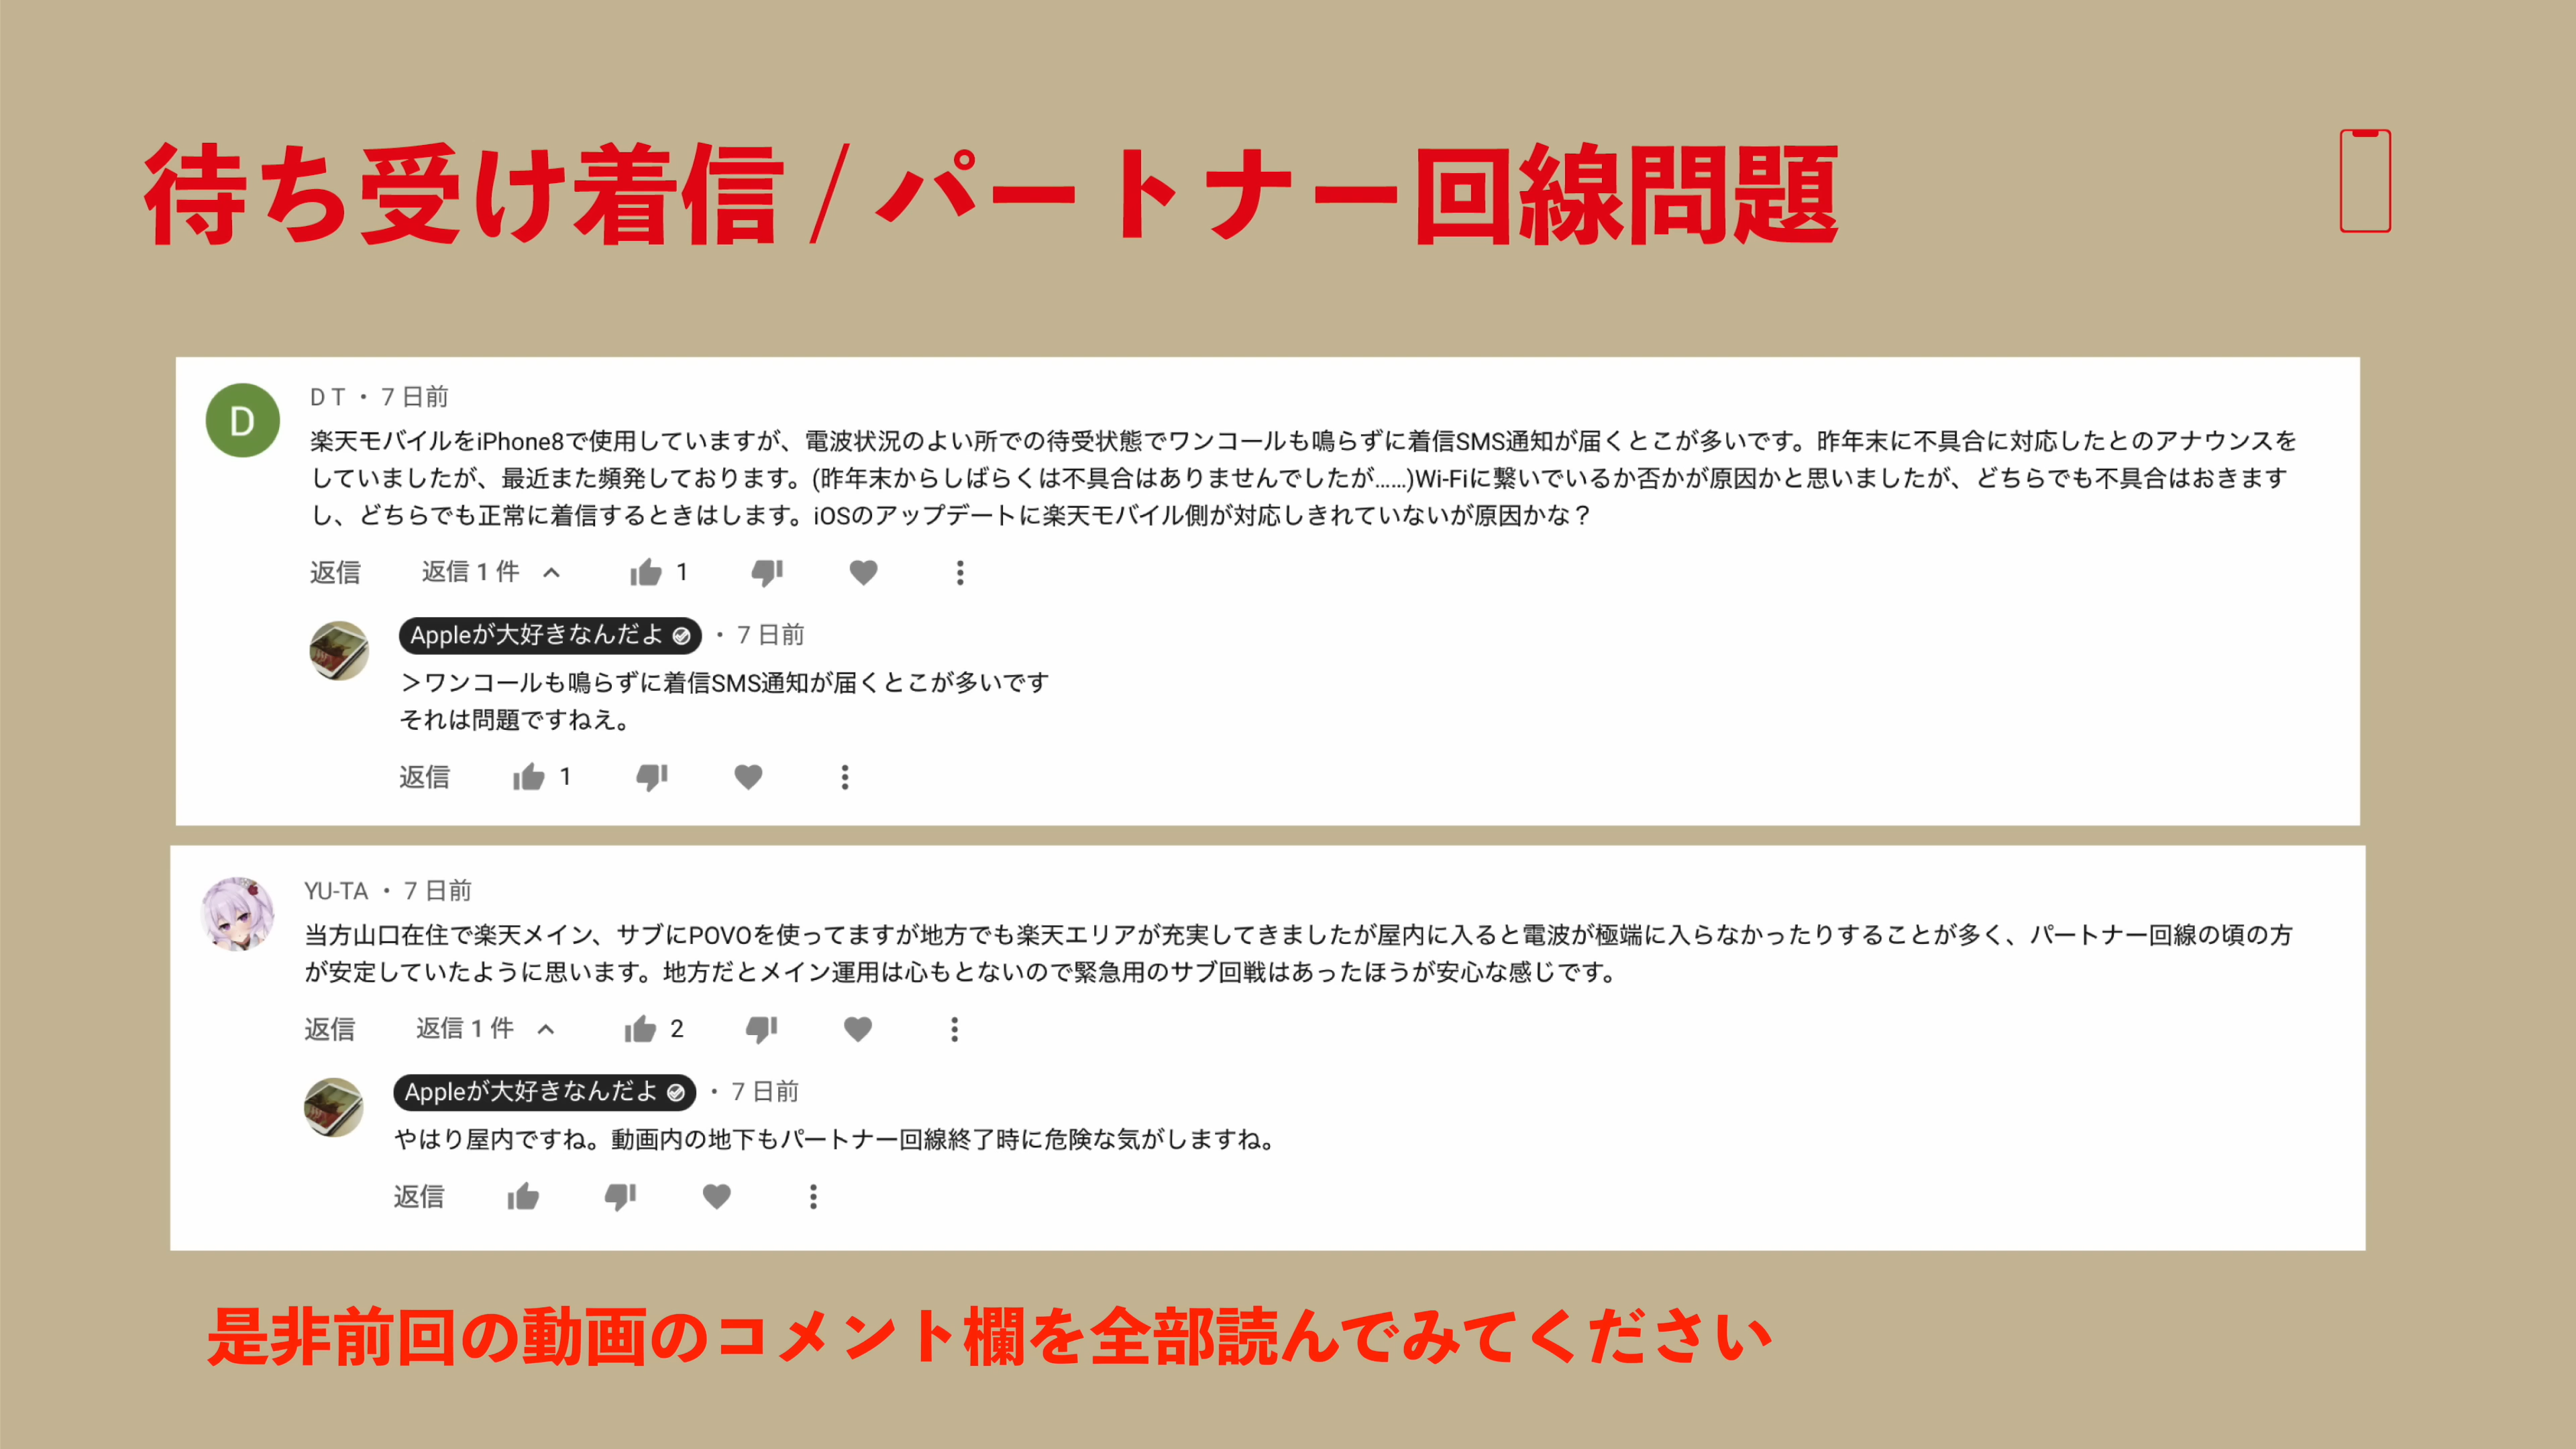 待ち受け着信/パートナー回線問題
D
D T ・ 7 日前
楽天モバイルをiPhone8で使用していますが、電波状況のよい所での待受状態でワンコールも鳴らずに着信SMS通知が届くとこが多いです。昨年末に不具合に対応したとのアナウンスを
していましたが、最近また頻発しております。(昨年末からしばらくは不具合はありませんでしたが......)Wi-Fiに繋いでいるか否かが原因かと思いましたが、どちらでも不具合はおきます
し、どちらでも正常に着信するときはします。iOSのアップデートに楽天モバイル側が対応しきれていないが原因かな？
返信 返信 1 件 1
Appleが大好きなんだよ ・ 7 日前
＞ワンコールも鳴らずに着信SMS通知が届くとこが多いです
それは問題ですねえ。
返信 1
YU-TA ・ 7 日前
当方山口在住で楽天メイン、サブにPOVOを使ってますが地方でも楽天エリアが充実してきましたが屋内に入ると電波が極端に入らなかったりすることが多く、パートナー回線の頃の方
が安定していたように思います。地方だとメイン運用は心もとないので緊急用のサブ回戦はあったほうが安心な感じです。
返信 返信 1 件 2
Appleが大好きなんだよ ・ 7 日前
やはり屋内ですね。動画内の地下もパートナー回線終了時に危険な気がしますね。
返信
是非前回の動画のコメント欄を全部読んでみてください